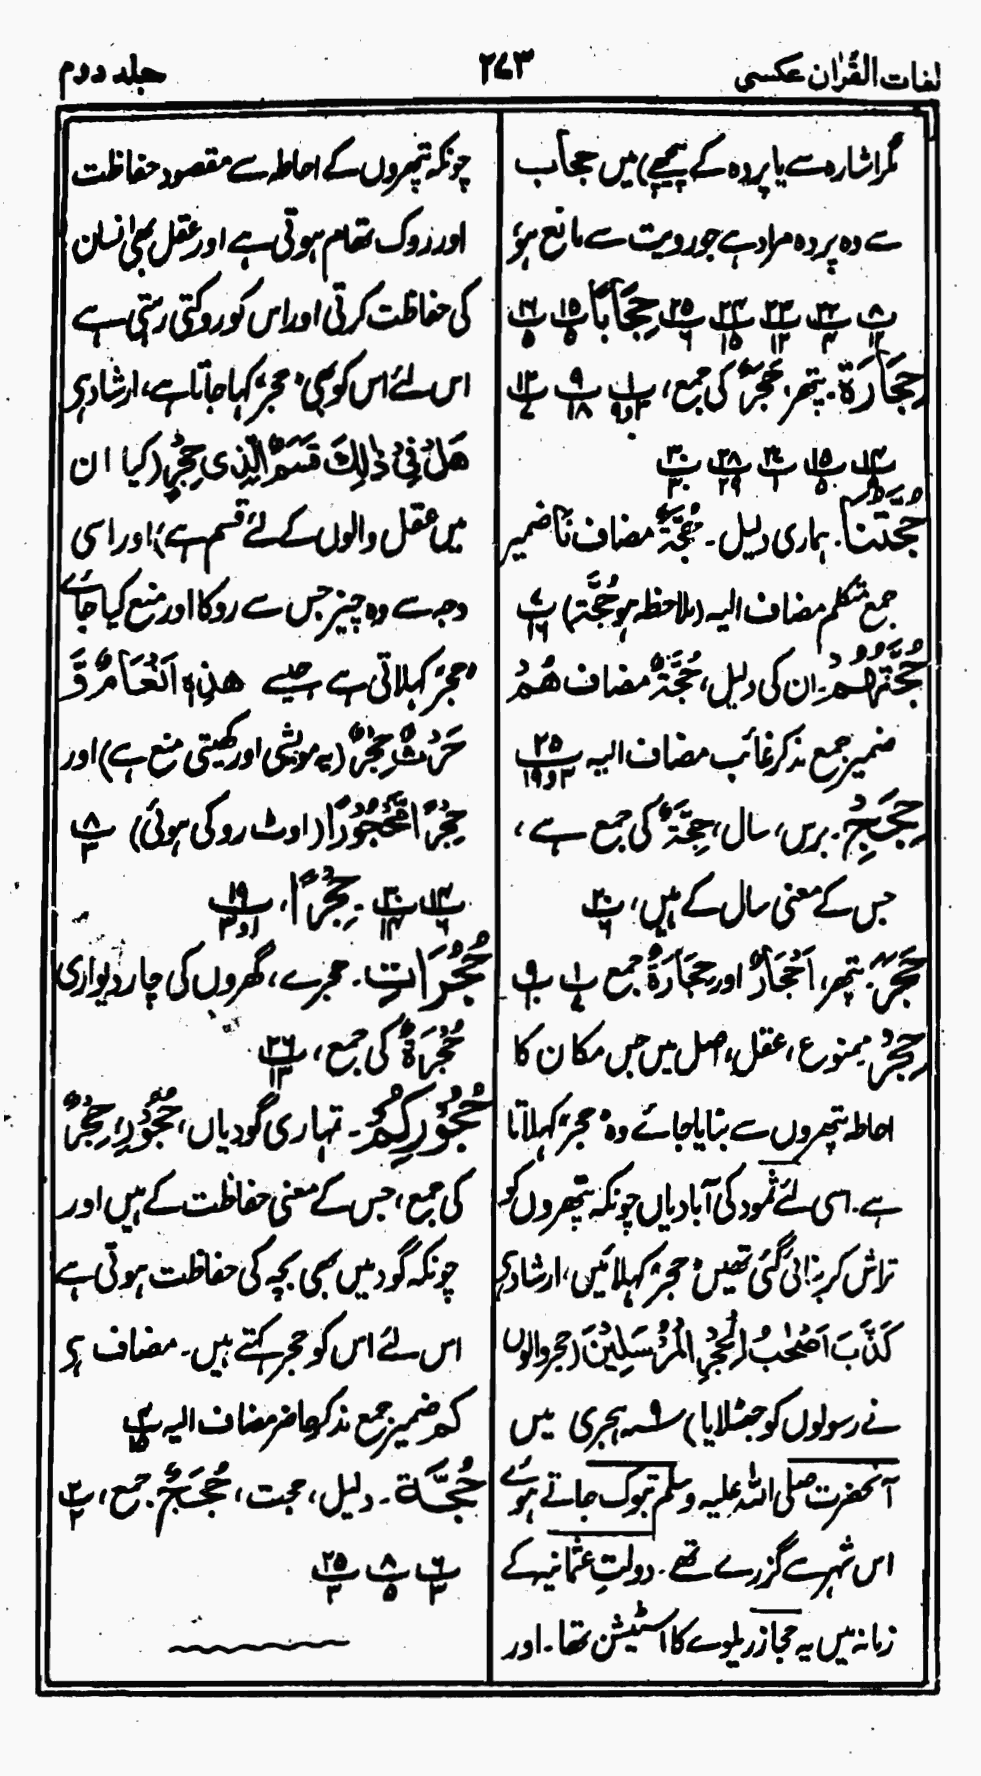 لغات القرآن عکسی ۲۷۳ جلد دوم
مگر اشارہ سے یا پردہ کے پیچھے) میں حجاب
سے وہ پردہ مراد ہے جو رویت سے مانع ہو،
حِجَابًا
حِجَارَۃ۔ پتھر، حَجَرٌ کی جمع،
حُجَّتُنَا۔ ہماری دلیل۔ حُجَّۃُ مضاف نَا ضمیر
جمع متکلم مضاف الیہ (ملاحظہ ہو حُجَّۃ)
حُجَّتُہُمْ۔ ان کی دلیل، حُجَّۃُ مضاف ھُمْ
ضمیر جمع مذکر غائب مضاف الیہ
حِجَجٍ۔ برس، سال، حِجَّۃٌ کی جمع ہے،
جس کے معنی سال کے ہیں،
حَجَرَ۔ پتھر، اَحْجَارٌ اور حِجَارَۃٌ جمع
حِجْرٌ ممنوع، عقل، اصل میں جس مکان کا
احاطہ پتھروں سے بنایا جائے وہ "حجر" کہلاتا
ہے۔ اسی لئے ثمود کی آبادیاں چونکہ پتھروں کو
تراش کر بنائی گئی تھیں "حجر" کہلائیں، ارشاد ہے
کَذَّبَ اَصْحٰبُ الْحِجْرِ الْمُرْسَلِیْنَ (حجر والوں
نے رسولوں کو جھٹلایا) ۹ سنہ ہجری میں
آنحضرت صلی اللہ علیہ وسلم تبوک جاتے ہوئے
اس شہر سے گزرے تھے۔ دولتِ عثمانیہ کے
زمانہ میں یہ حجاز ریلوے کا اسٹیشن تھا۔ اور
چونکہ پتھروں کے احاطہ سے مقصود حفاظت
اور روک تھام ہوتی ہے اور عقل بھی انسان
کی حفاظت کرتی اور اس کو روکتی رہتی ہے
اس لئے اس کو بھی "حجر" کہا جاتا ہے، ارشاد ہے
ھَلْ فِیْ ذٰلِکَ قَسَمٌ لِّذِی حِجْرٍ (کیا ان
میں عقل والوں کے لئے قسم ہے) اور اسی
وجہ سے وہ چیز جس سے روکا اور منع کیا جائے
"حجر" کہلاتی ہے جیسے ھٰذِہٖ اَنْعَامٌ وَّ
حَرْثٌ حِجْرٌ (یہ مویشی اور کھیتی منع ہے) اور
حِجْرًا مَّحْجُوْرًا (اوٹ روکی ہوئی)
حِجْرًا،
حُجُرَاتِ۔ حجرے، گھروں کی چار دیواری
حُجْرَۃٌ کی جمع،
حُجُوْرِکُمْ۔ تمہاری گودیاں، حُجُوْرِ، حِجْرٌ
کی جمع، جس کے معنی حفاظت کے ہیں اور
چونکہ گود میں بھی بچہ کی حفاظت ہوتی ہے
اس لئے اس کو حجر کہتے ہیں۔ مضاف ہے
کم ضمیر جمع مذکر حاضر مضاف الیہ
حُجَّۃ۔ دلیل، حجت، حُجَجٌ۔ جمع،